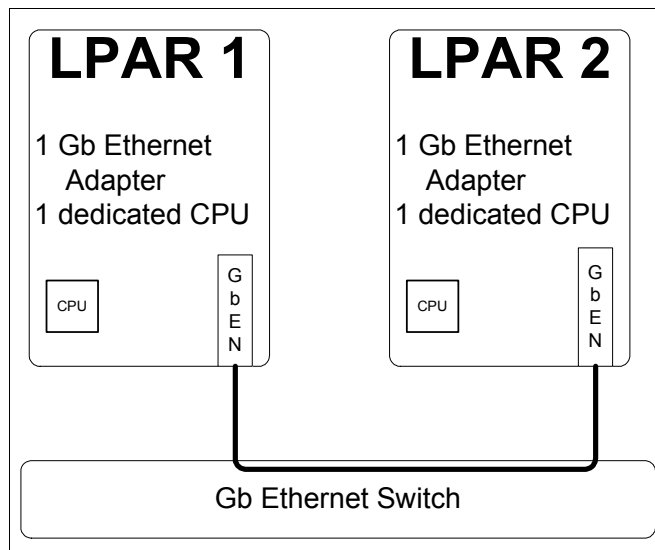 LPAR 1
1 Gb Ethernet
Adapter
1 dedicated CPU
CPU
G
b
E
N
LPAR 2
1 Gb Ethernet
Adapter
1 dedicated CPU
CPU
G
b
E
N
Gb Ethernet Switch